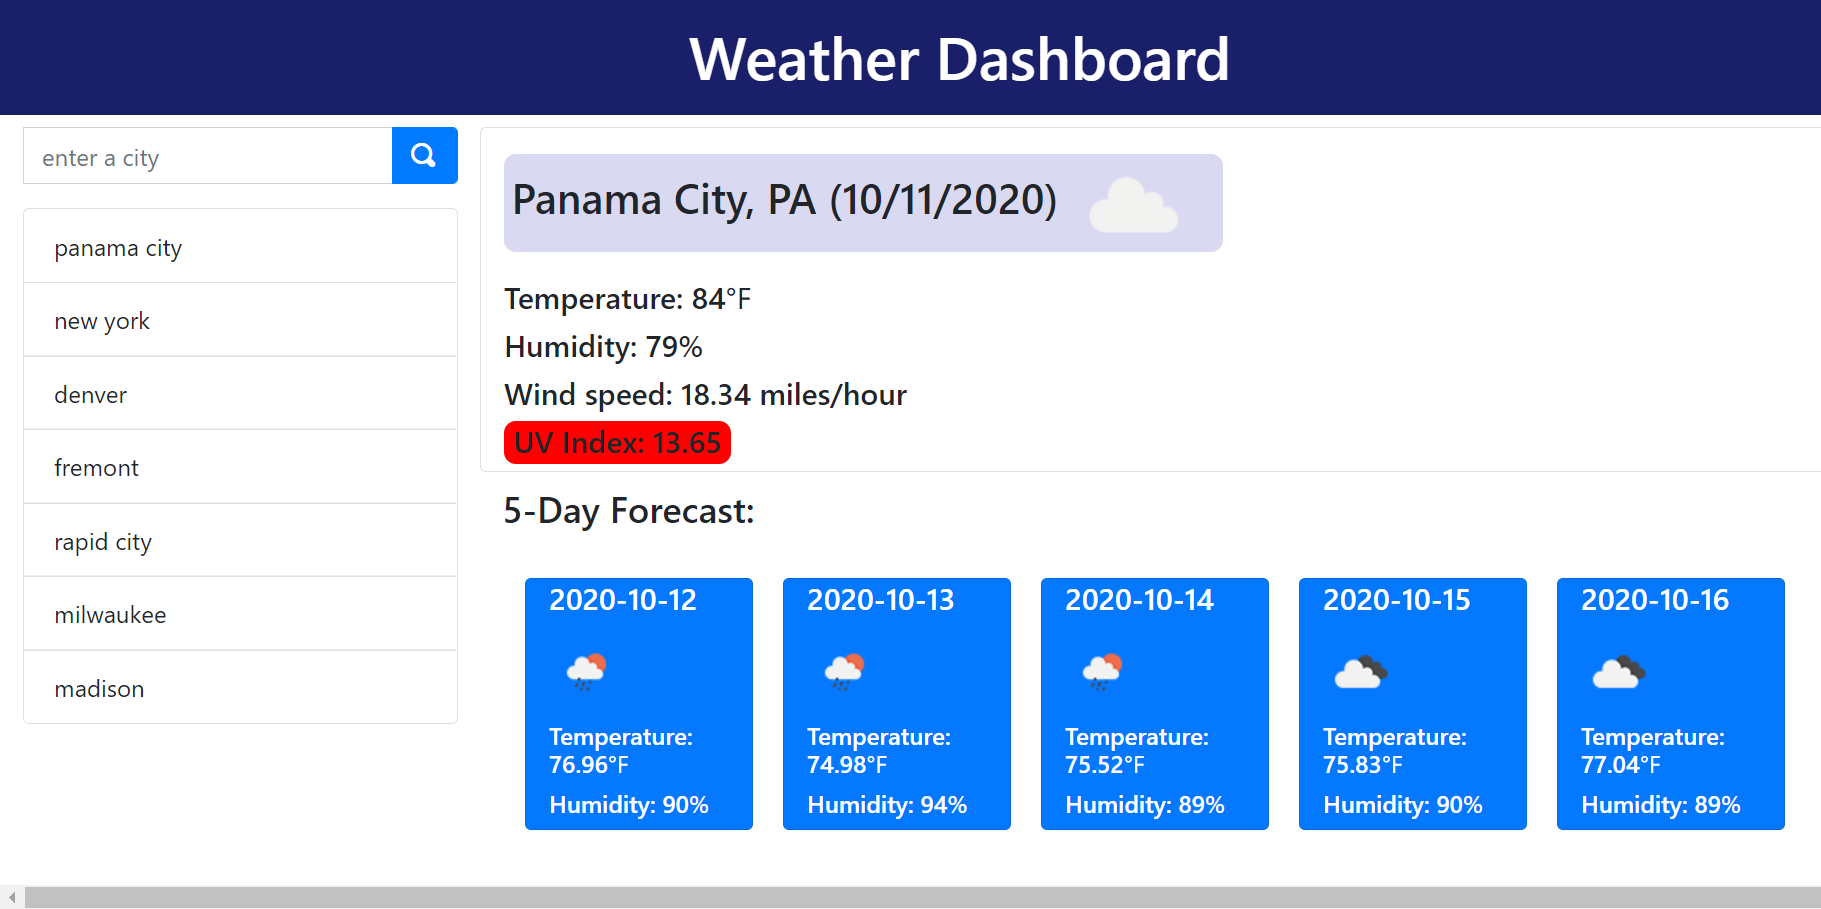 Weather Dashboard
enter a city
panama city
new york
denver
fremont
rapid city
milwaukee
madison
Panama City, PA (10/11/2020)
Temperature: 84°F
Humidity: 79%
Wind speed: 18.34 miles/hour
UV Index: 13.65
5-Day Forecast:
2020-10-12
Temperature:
76.96°F
Humidity: 90%
2020-10-13
Temperature:
74.98°F
Humidity: 94%
2020-10-14
Temperature:
75.52°F
Humidity: 89%
2020-10-15
Temperature:
75.83°F
Humidity: 90%
2020-10-16
Temperature:
77.04°F
Humidity: 89%